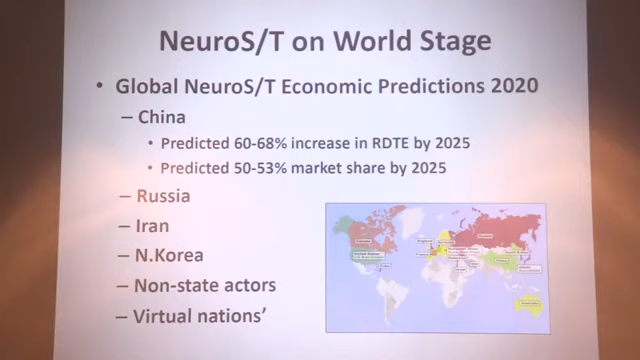 NeuroS/T on World Stage
• Global NeuroS/T Economic Predictions 2020
– China
• Predicted 60-68% increase in RDTE by 2025
• Predicted 50-53% market share by 2025
– Russia
– Iran
– N.Korea
– Non-state actors
– Virtual nations’